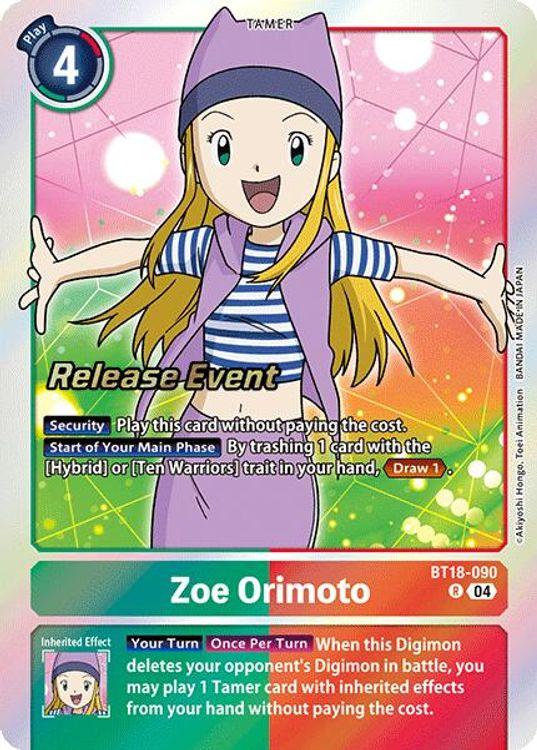 TAMER
Play
4
Release Event
Security Play this card without paying the cost.
Start of Your Main Phase By trashing 1 card with the
[Hybrid] or [Ten Warriors] trait in your hand, Draw 1.
©Akiyoshi Hongo, Toei Animation BANDAI MADE IN JAPAN
BT18-090
Zoe Orimoto
R 04
Inherited Effect
Your Turn Once Per Turn When this Digimon
deletes your opponent's Digimon in battle, you
may play 1 Tamer card with inherited effects
from your hand without paying the cost.